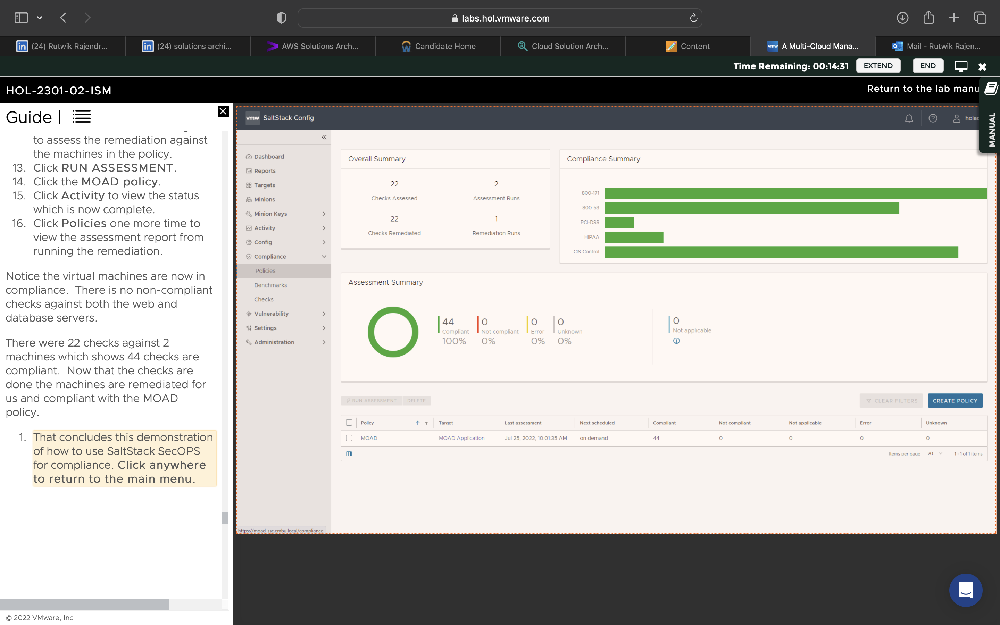 labs.hol.vmware.com
(24) Rutwik Rajendr...
(24) solutions archi...
AWS Solutions Arch...
Candidate Home
Cloud Solution Arch...
Content
vmw A Multi-Cloud Mana...
Mail - Rutwik Rajen...
Time Remaining: 00:14:31
EXTEND
END
HOL-2301-02-ISM
Return to the lab manu
MANUAL
Guide |
to assess the remediation against
the machines in the policy.
13. Click RUN ASSESSMENT.
14. Click the MOAD policy.
15. Click Activity to view the status
which is now complete.
16. Click Policies one more time to
view the assessment report from
running the remediation.
Notice the virtual machines are now in
compliance. There is no non-compliant
checks against both the web and
database servers.
There were 22 checks against 2
machines which shows 44 checks are
compliant. Now that the checks are
done the machines are remediated for
us and compliant with the MOAD
policy.
1. That concludes this demonstration
of how to use SaltStack SecOPS
for compliance. Click anywhere
to return to the main menu.
© 2022 VMware, Inc
vmw SaltStack Config
holac
Dashboard
Reports
Targets
Minions
Minion Keys
Activity
Config
Compliance
Policies
Benchmarks
Checks
Vulnerability
Settings
Administration
https://moad-ssc.cmbu.local/compliance
Overall Summary
22
Checks Assessed
2
Assessment Runs
22
Checks Remediated
1
Remediation Runs
Compliance Summary
800-171
800-53
PCI-DSS
HIPAA
CIS-Control
Assessment Summary
44
Compliant
100%
0
Not compliant
0%
0
Error
0%
0
Unknown
0%
0
Not applicable
RUN ASSESSMENT
DELETE
CLEAR FILTERS
CREATE POLICY
Policy Target Last assessment Next scheduled Compliant Not compliant Not applicable Error Unknown
MOAD MOAD Application Jul 25, 2022, 10:01:35 AM on demand 44 0 0 0 0
Items per page 20 1 - 1 of 1 items